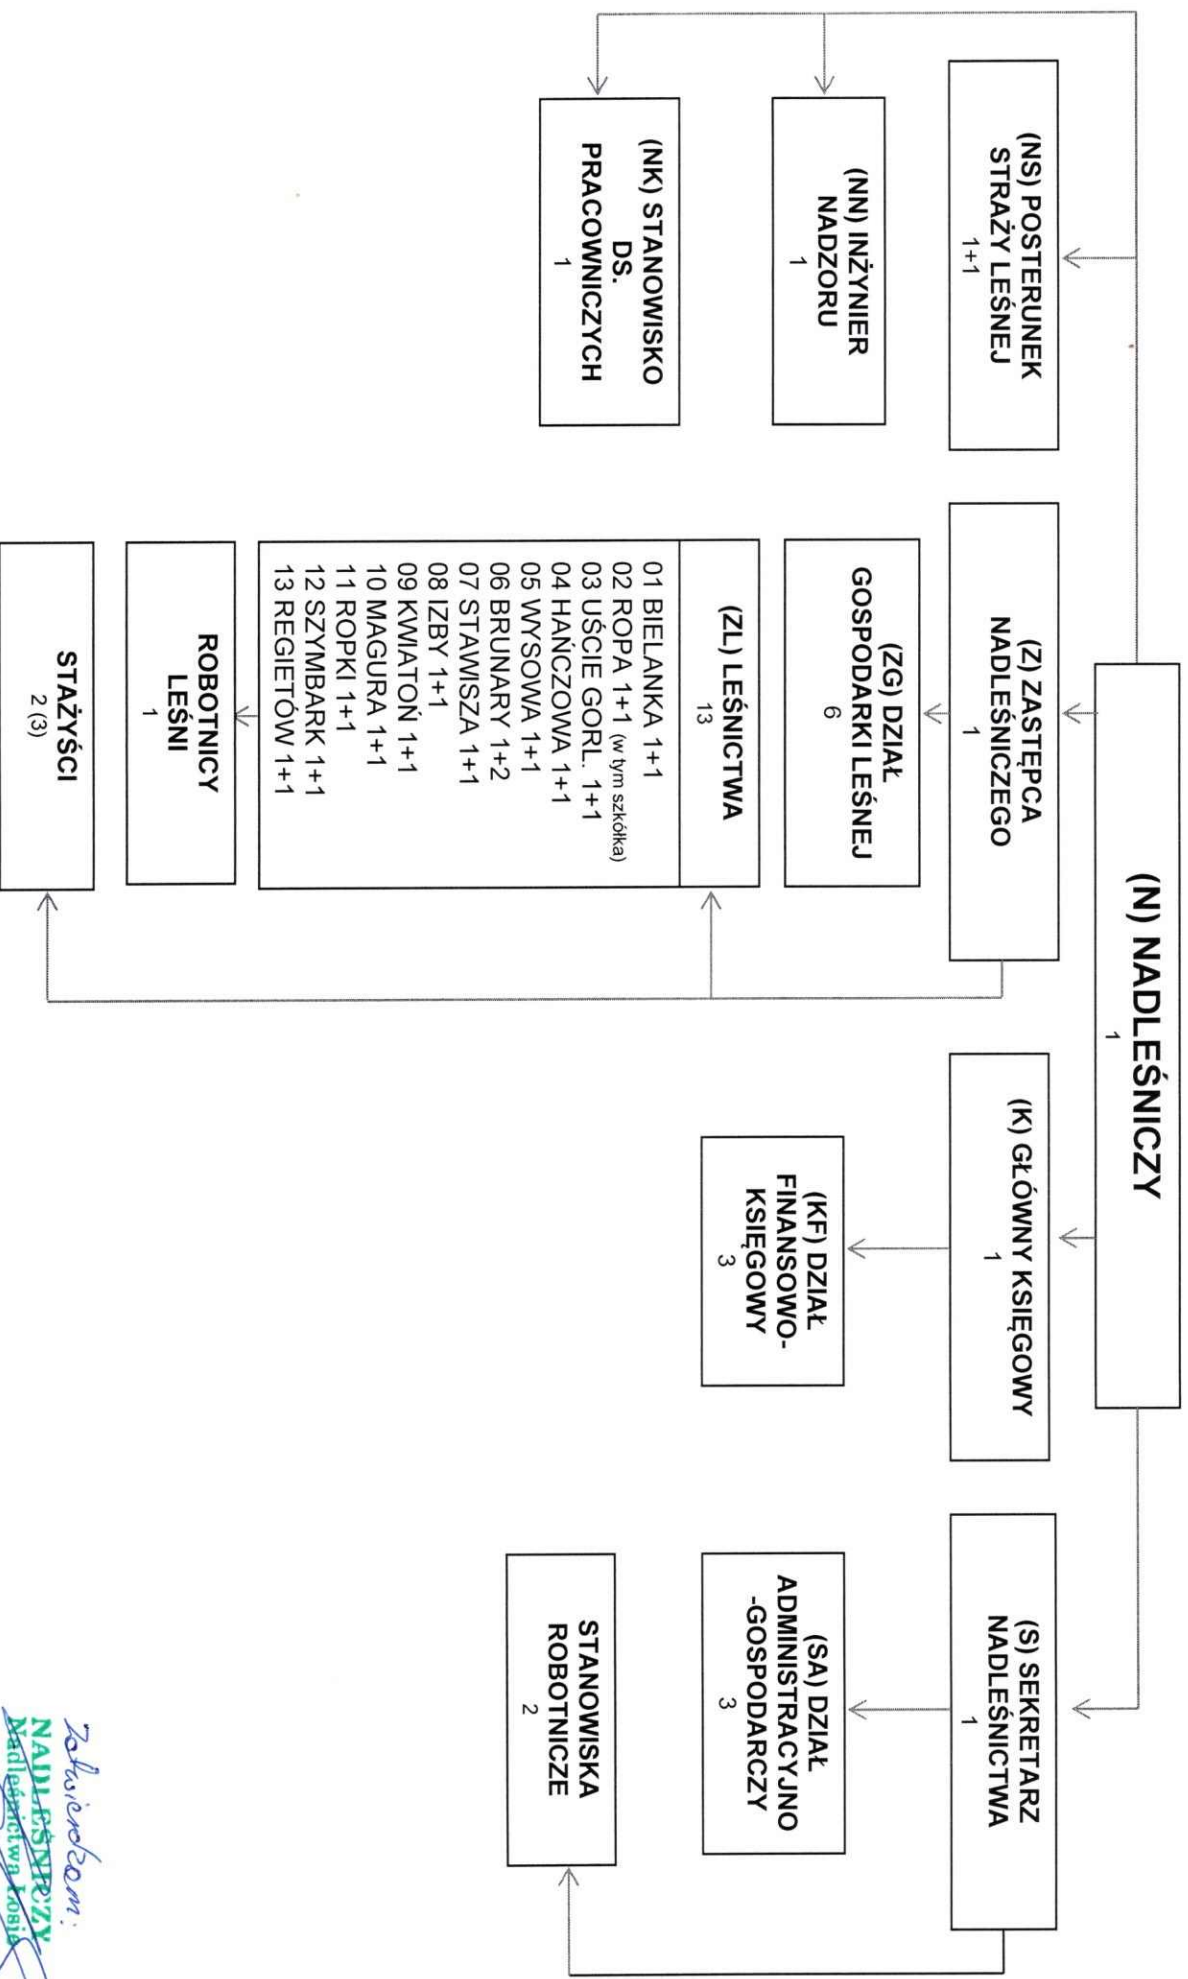 (N) NADLEŚNICZY
1
(NS) POSTERUNEK
STRAŻY LEŚNEJ
1+1
(NN) INŻYNIER
NADZORU
1
(NK) STANOWISKO
DS.
PRACOWNICZYCH
1
(Z) ZASTĘPCA
NADLEŚNICZEGO
1
(ZG) DZIAŁ
GOSPODARKI LEŚNEJ
6
(ZL) LEŚNICTWA
13
01 BIELANKA 1+1
02 ROPA 1+1 (w tym szkółka)
03 UŚCIE GORL. 1+1
04 HAŃCZOWA 1+1
05 WYSOWA 1+1
06 BRUNARY 1+2
07 STAWISZA 1+1
08 IZBY 1+1
09 KWIATOŃ 1+1
10 MAGURA 1+1
11 ROPKI 1+1
12 SZYMBARK 1+1
13 REGIETÓW 1+1
ROBOTNICY
LEŚNI
1
STAŻYŚCI
2 (3)
(K) GŁÓWNY KSIĘGOWY
1
(KF) DZIAŁ
FINANSOWO-
KSIĘGOWY
3
(S) SEKRETARZ
NADLEŚNICTWA
1
(SA) DZIAŁ
ADMINISTRACYJNO
-GOSPODARCZY
3
STANOWISKA
ROBOTNICZE
2
Zatwierdzam:
NADLEŚNICZY
Nadleśnictwa Łosie